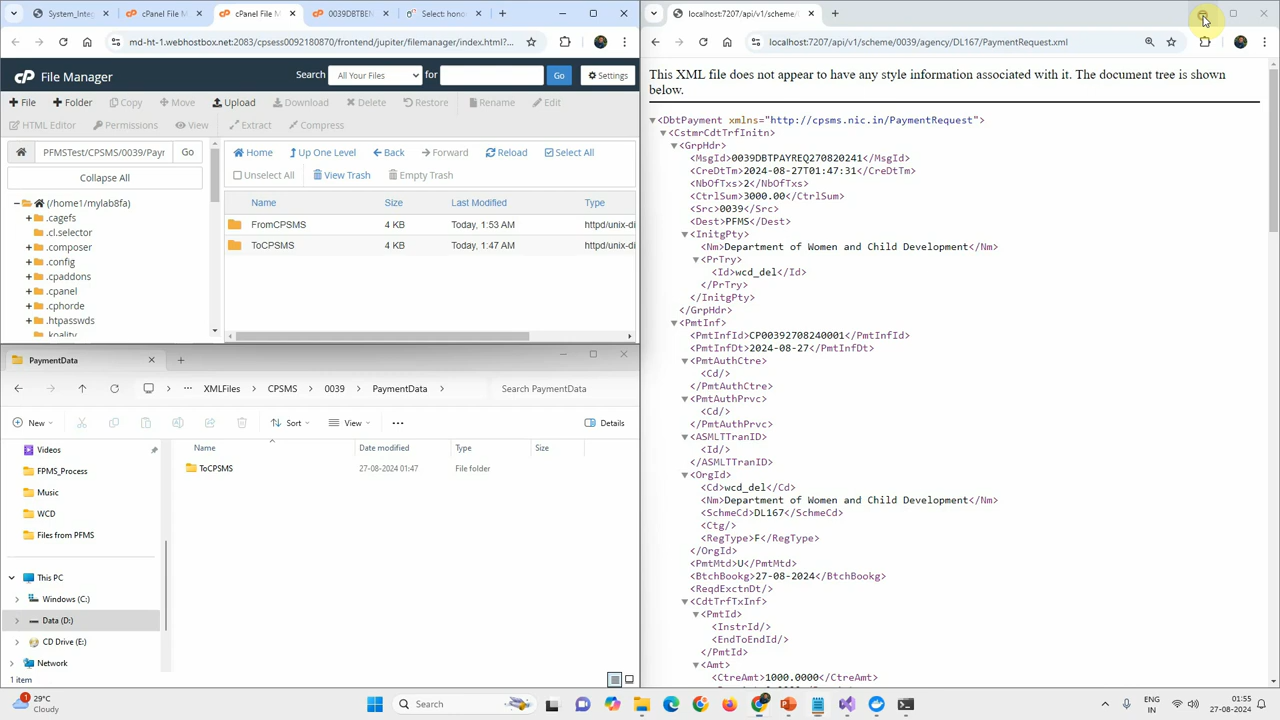 System_Integ
cPanel File M
cPanel File M
0039DBTBEN
Select: honor
md-ht-1.webhostbox.net:2083/cpsess0092180870/frontend/jupiter/filemanager/index.html?...
cP File Manager
Search
All Your Files
for
Go
Settings
File
Folder
Copy
Move
Upload
Download
Delete
Restore
Rename
Edit
HTML Editor
Permissions
View
Extract
Compress
PFMSTest/CPSMS/0039/Payr
Go
Home
Up One Level
Back
Forward
Reload
Select All
Collapse All
Unselect All
View Trash
Empty Trash
(/home1/mylab8fa)
.cagefs
.cl.selector
.composer
.config
.cpaddons
.cpanel
.cphorde
.htpasswds
.koality
Name Size Last Modified Type
FromCPSMS 4 KB Today, 1:53 AM httpd/unix-di
ToCPSMS 4 KB Today, 1:47 AM httpd/unix-di
PaymentData
XMLFiles > CPSMS > 0039 > PaymentData
Search PaymentData
New
Sort
View
Details
Videos
FPMS_Process
Music
WCD
Files from PFMS
This PC
Windows (C:)
Data (D:)
CD Drive (E:)
Network
Name Date modified Type Size
ToCPSMS 27-08-2024 01:47 File folder
1 item
localhost:7207/api/v1/scheme/(
localhost:7207/api/v1/scheme/0039/agency/DL167/PaymentRequest.xml
This XML file does not appear to have any style information associated with it. The document tree is shown
below.
<DbtPayment xmlns="http://cpsms.nic.in/PaymentRequest">
<CstmrCdtTrfInitn>
<GrpHdr>
<MsgId>0039DBTPAYREQ270820241</MsgId>
<CreDtTm>2024-08-27T01:47:31</CreDtTm>
<NbOfTxs>2</NbOfTxs>
<CtrlSum>3000.00</CtrlSum>
<Src>0039</Src>
<Dest>PFMS</Dest>
<InitgPty>
<Nm>Department of Women and Child Development</Nm>
<PrTry>
<Id>wcd_del</Id>
</PrTry>
</InitgPty>
</GrpHdr>
<PmtInf>
<PmtInfId>CP00392708240001</PmtInfId>
<PmtInfDt>2024-08-27</PmtInfDt>
<PmtAuthCtre>
<Cd/>
</PmtAuthCtre>
<PmtAuthPrvc>
<Cd/>
</PmtAuthPrvc>
<ASMLTTranID>
<Id/>
</ASMLTTranID>
<OrgId>
<Cd>wcd_del</Cd>
<Nm>Department of Women and Child Development</Nm>
<SchmeCd>DL167</SchmeCd>
<Ctg/>
<RegType>F</RegType>
</OrgId>
<PmtMtd>U</PmtMtd>
<BtchBookg>27-08-2024</BtchBookg>
<ReqdExctnDt/>
<CdtTrfTxInf>
<PmtId>
<InstrId/>
<EndToEndId/>
</PmtId>
<Amt>
<CtreAmt>1000.0000</CtreAmt>
29°C
Cloudy
Search
ENG
IN
01:55
27-08-2024